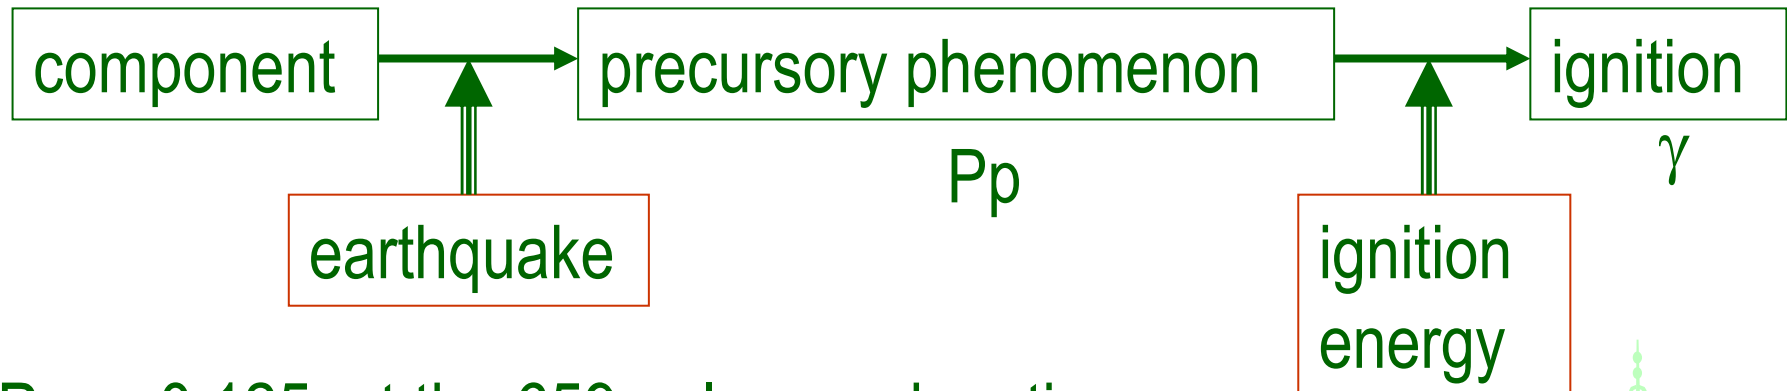 component
precursory phenomenon
ignition
γ
Pp
earthquake
ignition
energy